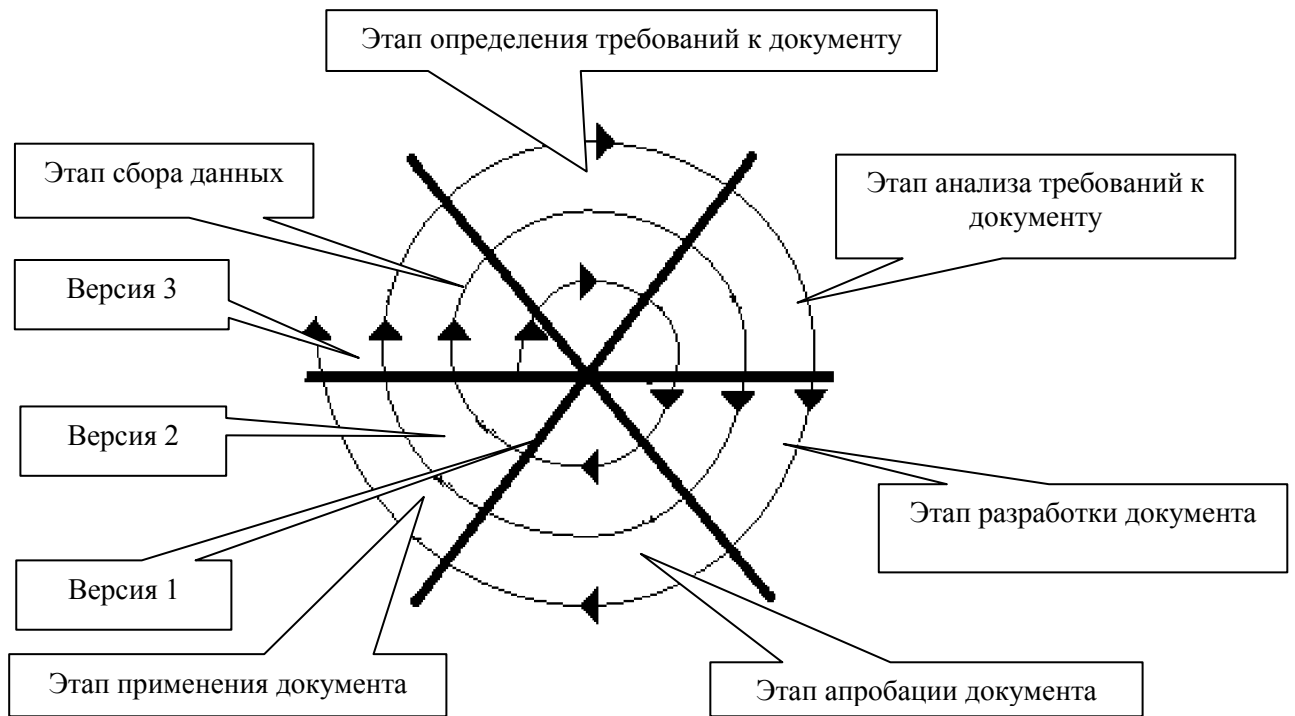 Этап определения требований к документу
Этап сбора данных
Этап анализа требований к
документу
Версия 3
Версия 2
Этап разработки документа
Версия 1
Этап применения документа
Этап апробации документа